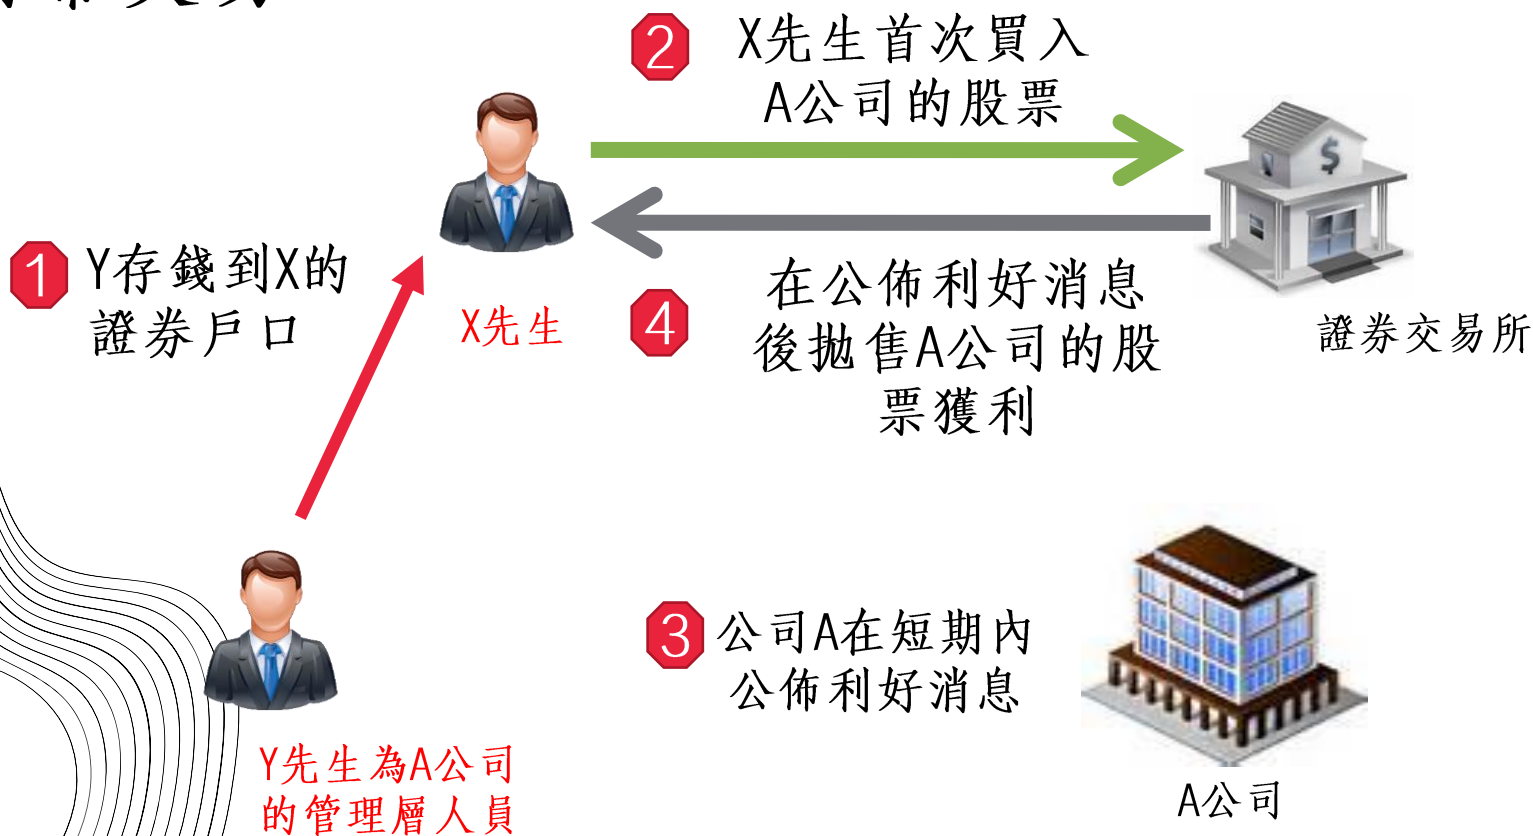 2
X先生首次買入
A公司的股票
1
Y存錢到X的
證券戶口
X先生
4
在公佈利好消息
後拋售A公司的股
票獲利
證券交易所
$
3
公司A在短期內
公佈利好消息
Y先生為A公司
的管理層人員
A公司